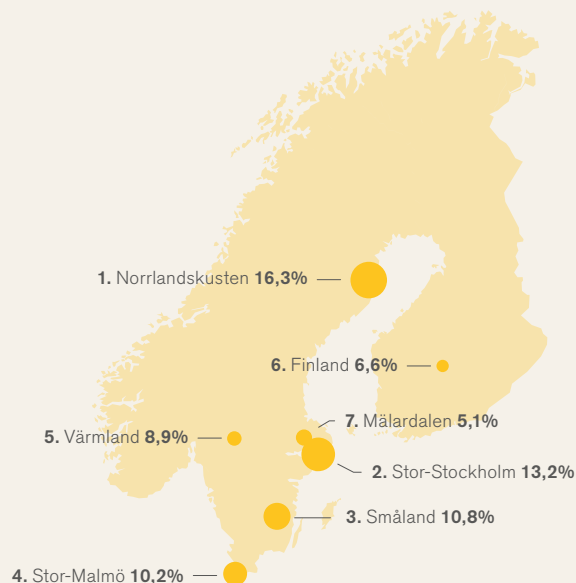 1. Norrlandskusten 16,3%
6. Finland 6,6%
7. Mälardalen 5,1%
5. Värmland 8,9%
2. Stor-Stockholm 13,2%
3. Småland 10,8%
4. Stor-Malmö 10,2%